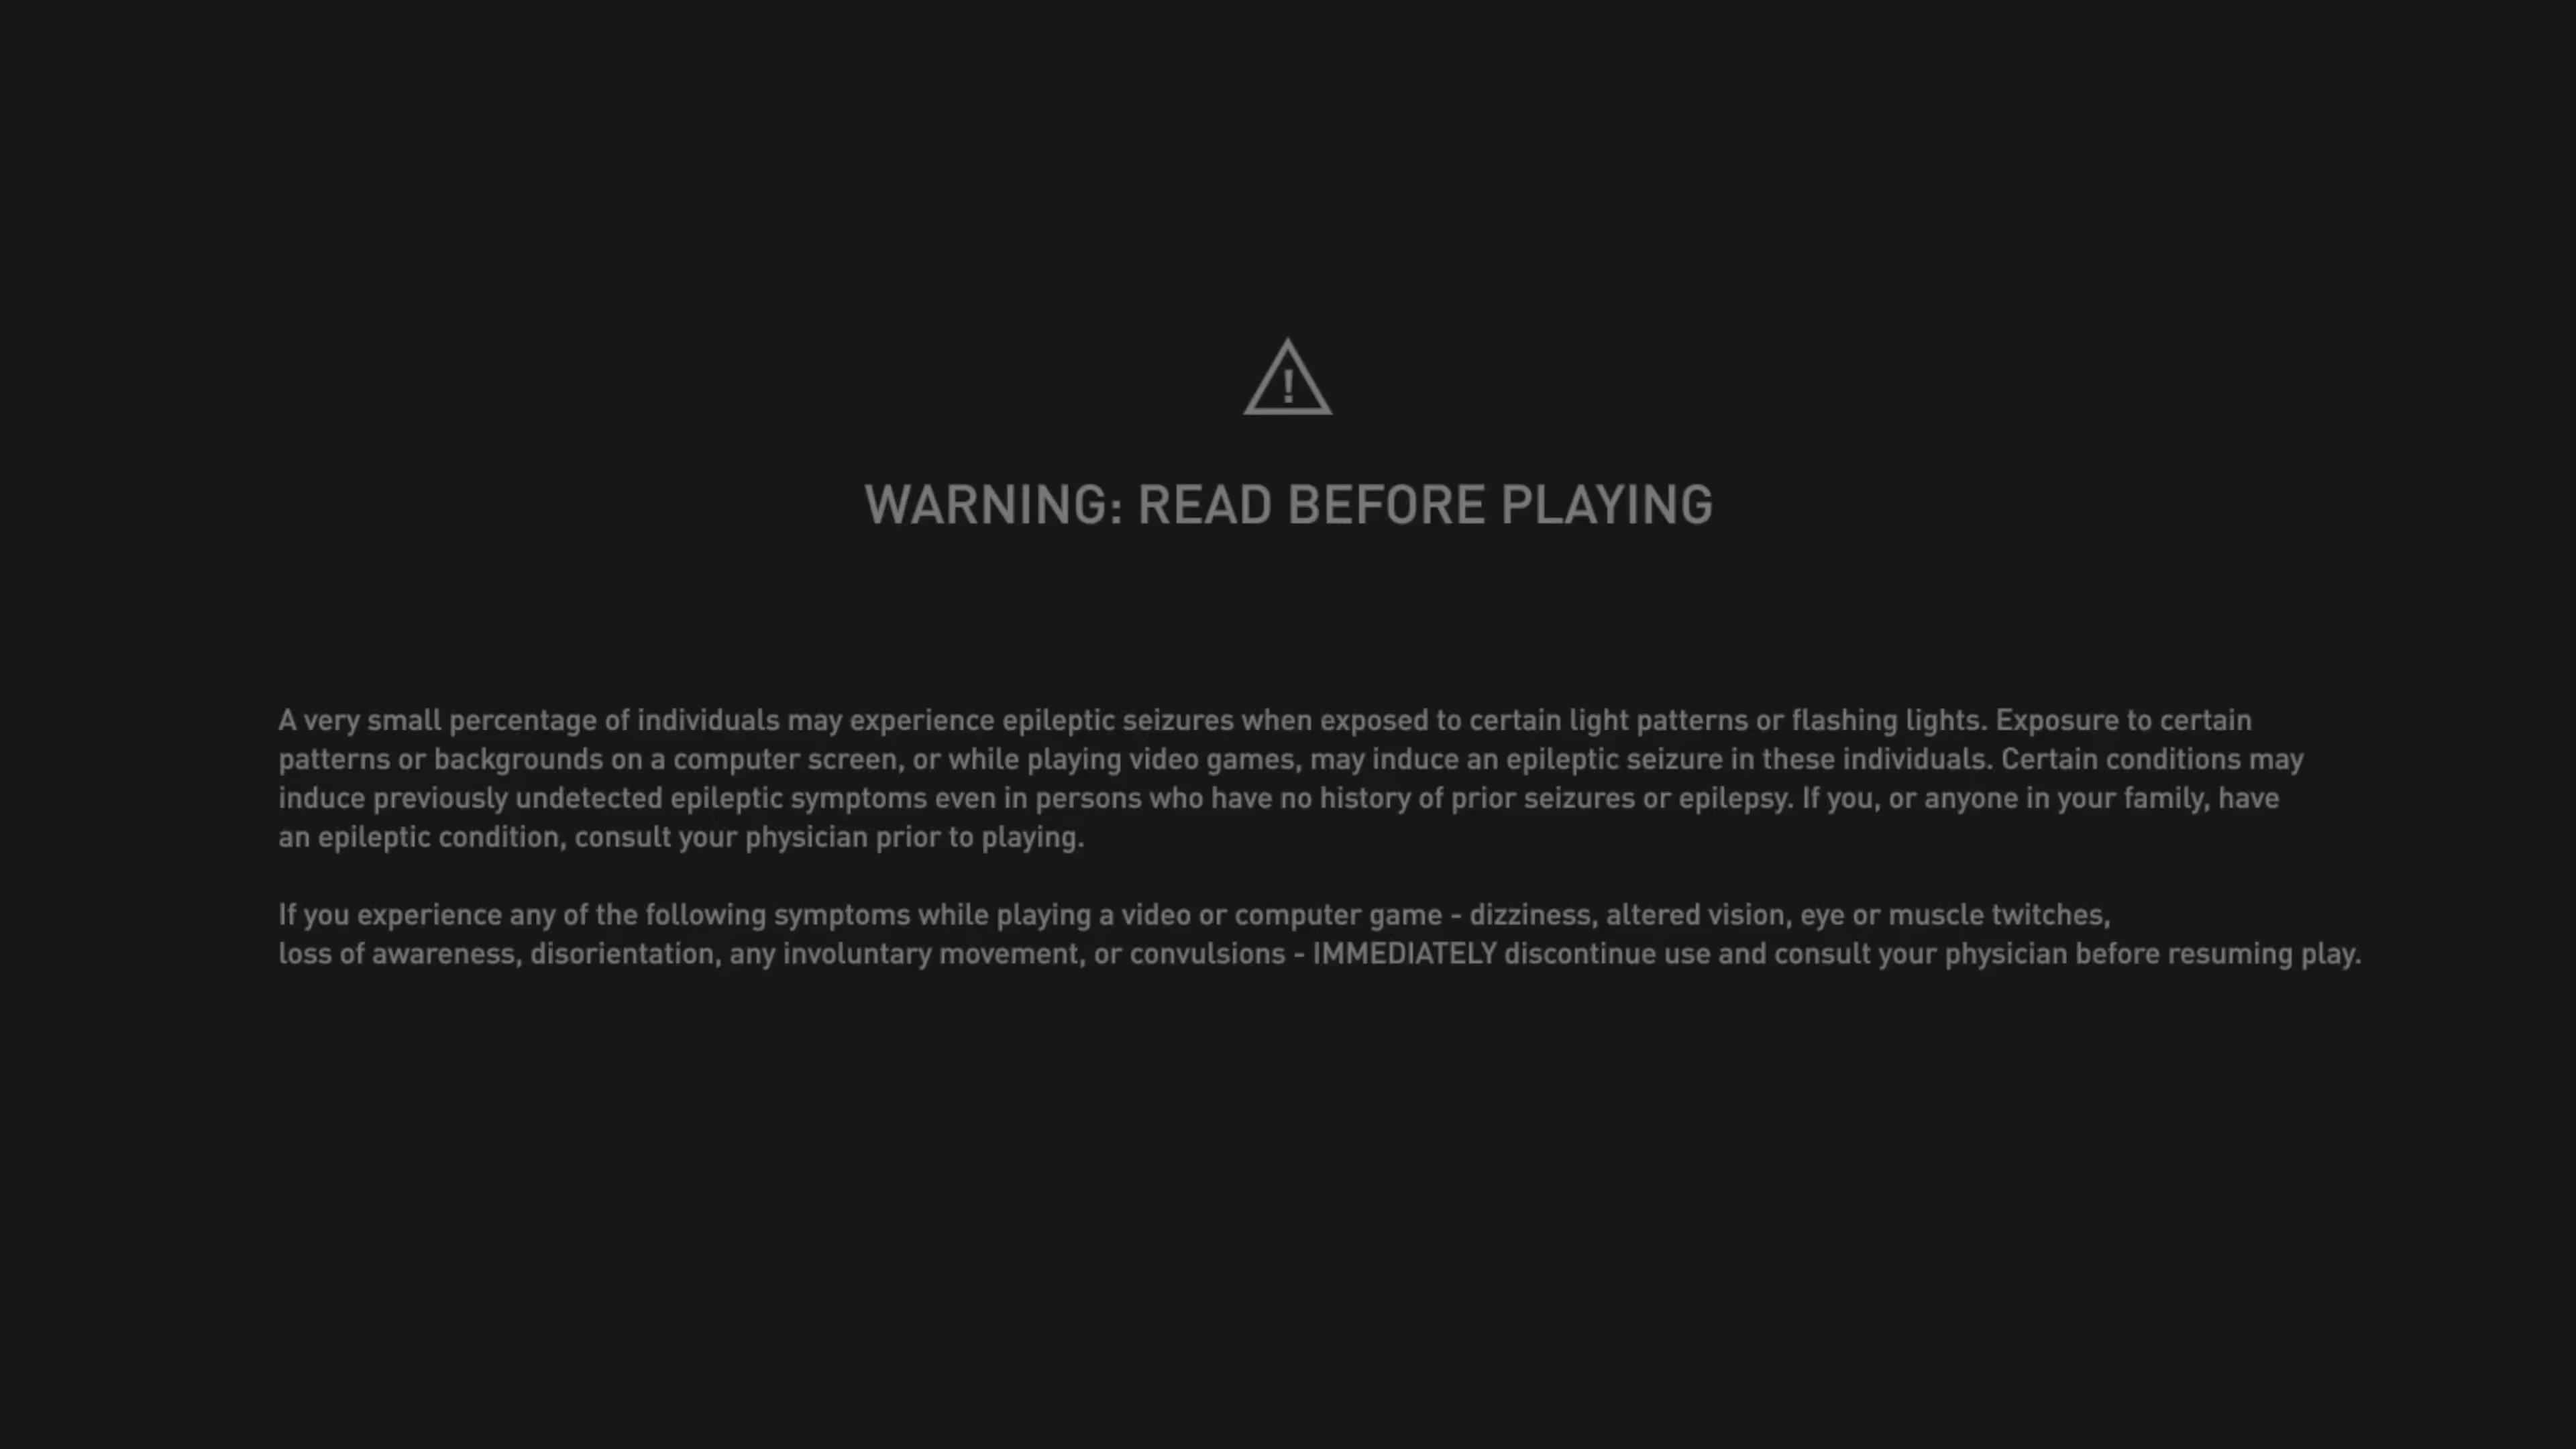 !
WARNING: READ BEFORE PLAYING
A very small percentage of individuals may experience epileptic seizures when exposed to certain light patterns or flashing lights. Exposure to certain
patterns or backgrounds on a computer screen, or while playing video games, may induce an epileptic seizure in these individuals. Certain conditions may
induce previously undetected epileptic symptoms even in persons who have no history of prior seizures or epilepsy. If you, or anyone in your family, have
an epileptic condition, consult your physician prior to playing.
If you experience any of the following symptoms while playing a video or computer game - dizziness, altered vision, eye or muscle twitches,
loss of awareness, disorientation, any involuntary movement, or convulsions - IMMEDIATELY discontinue use and consult your physician before resuming play.